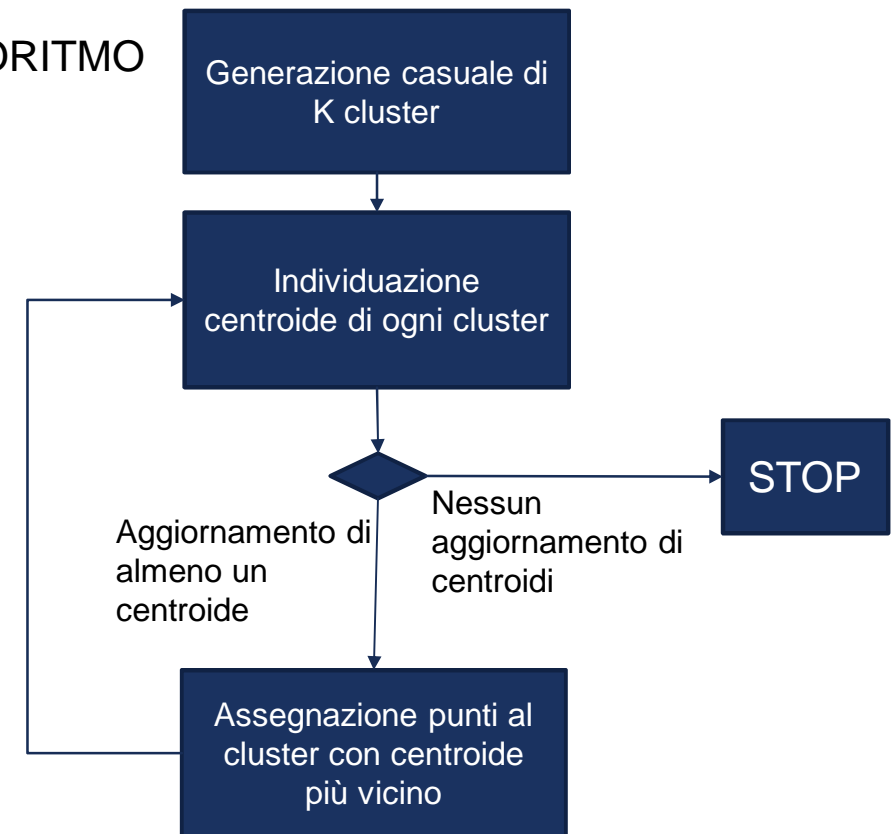 ORITMO
Generazione casuale di
K cluster
Individuazione
centroide di ogni cluster
STOP
Nessun
aggiornamento di
centroidi
Aggiornamento di
almeno un
centroide
Assegnazione punti al
cluster con centroide
più vicino